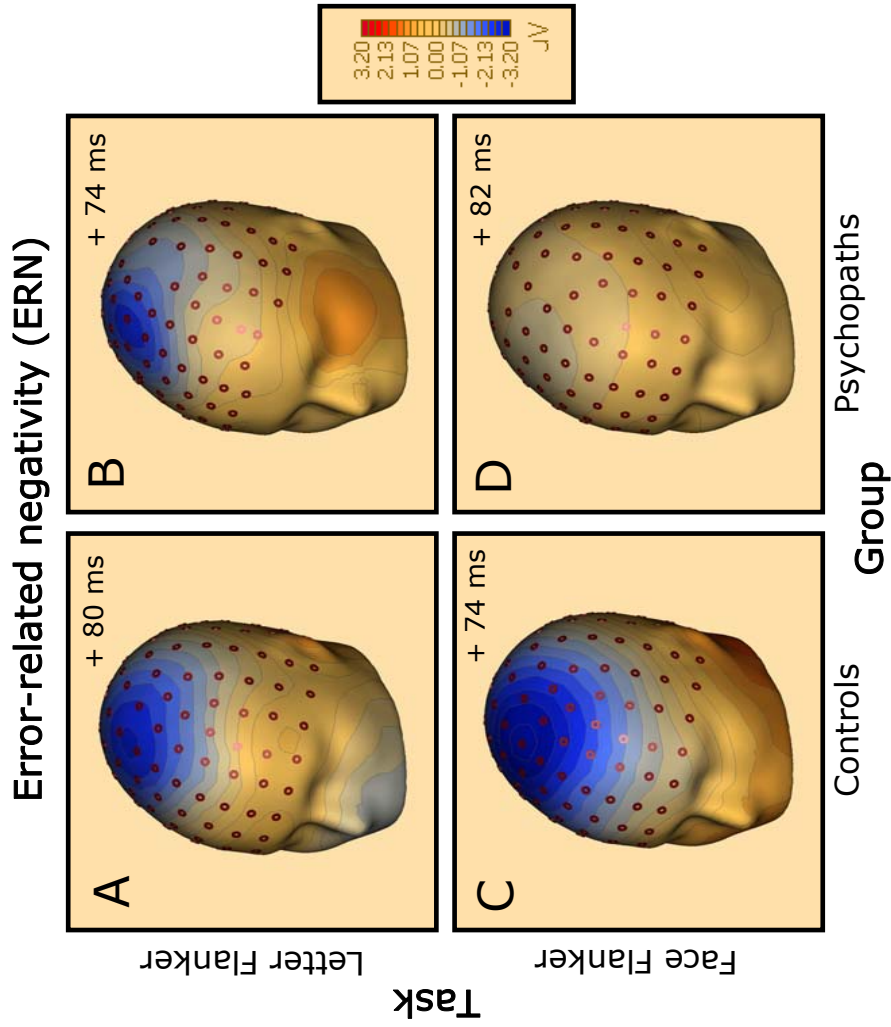 Error-related negativity (ERN)
A
+ 80 ms
B
+ 74 ms
C
+ 74 ms
D
+ 82 ms
3.20
2.13
1.07
0.00
-1.07
-2.13
-3.20
µV
Task
Letter Flanker
Face Flanker
Controls
Psychopaths
Group